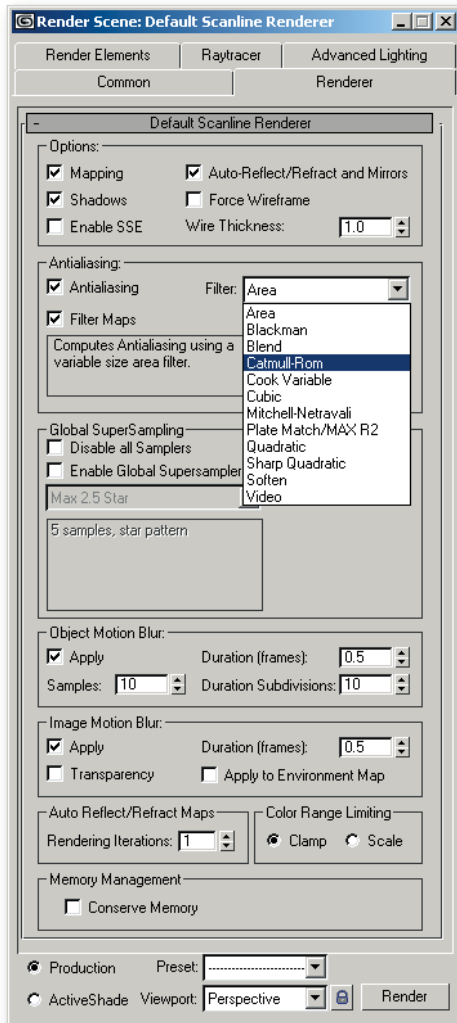 Render Scene: Default Scanline Renderer
Render Elements Raytracer Advanced Lighting
Common Renderer
- Default Scanline Renderer
Options:
Mapping Auto-Reflect/Refract and Mirrors
Shadows Force Wireframe
Enable SSE Wire Thickness: 1.0
Antialiasing:
Antialiasing Filter: Area
Filter Maps
Computes Antialiasing using a
variable size area filter.
Area
Blackman
Blend
Catmull-Rom
Cook Variable
Cubic
Mitchell-Netravali
Plate Match/MAX R2
Quadratic
Sharp Quadratic
Soften
Video
Global SuperSampling
Disable all Samplers
Enable Global Supersampler
Max 2.5 Star
5 samples, star pattern
Object Motion Blur:
Apply Duration (frames): 0.5
Samples: 10 Duration Subdivisions: 10
Image Motion Blur:
Apply Duration (frames): 0.5
Transparency Apply to Environment Map
Auto Reflect/Refract Maps Color Range Limiting
Rendering Iterations: 1 Clamp Scale
Memory Management
Conserve Memory
Production Preset: -----------------------
ActiveShade Viewport: Perspective Render